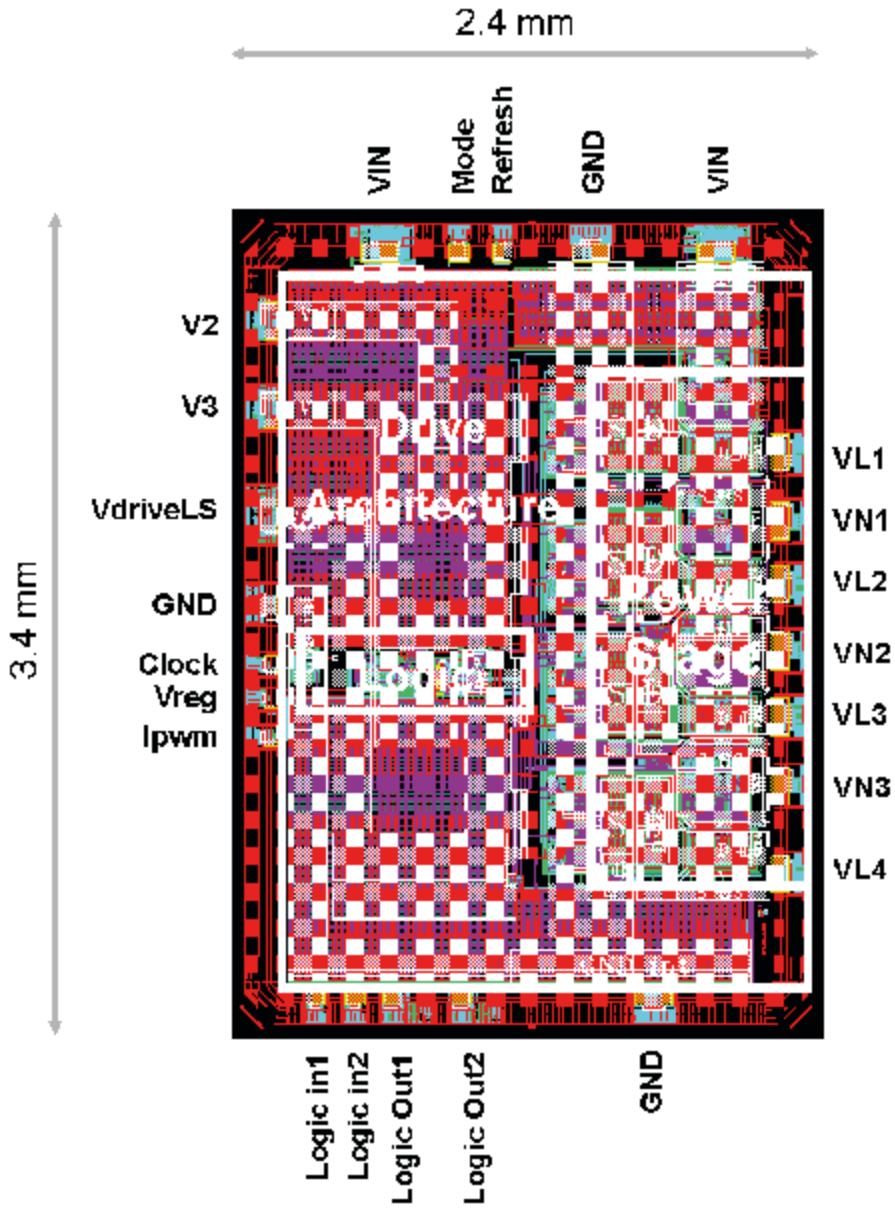 2.4 mm
VIN
Mode
Refresh
GND
VIN
3.4 mm
V2
V3
VdriveLS
GND
Clock
Vreg
Ipwm
Drive
Architecture
Logic
Power
Stage
VL1
VN1
VL2
VN2
VL3
VN3
VL4
Logic in1
Logic in2
Logic Out1
Logic Out2
GND